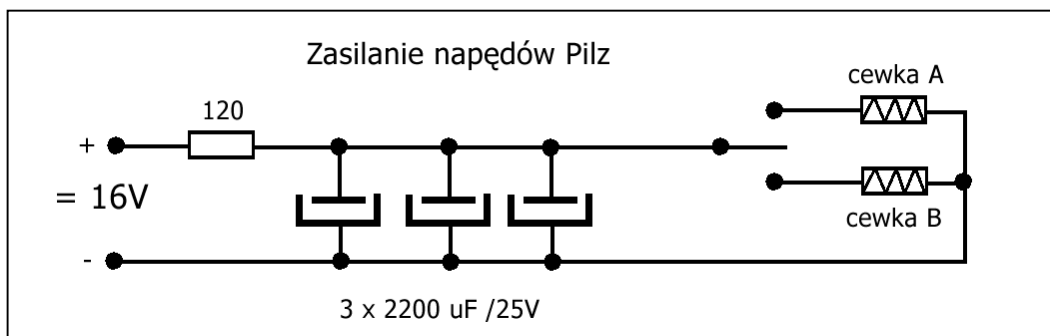 Zasilanie napędów Pilz
cewka A
120
+
= 16V
cewka B
-
3 x 2200 uF /25V